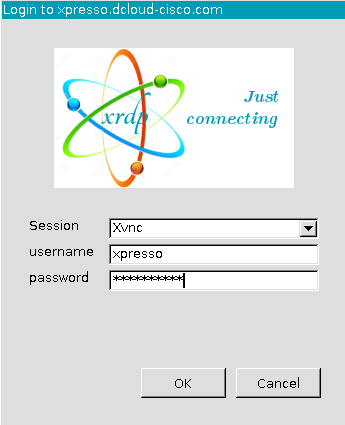 Login to xpresso.dcloud-cisco.com
xrdp
Just
connecting
Session
Xvnc
username
xpresso
password
**********
OK
Cancel